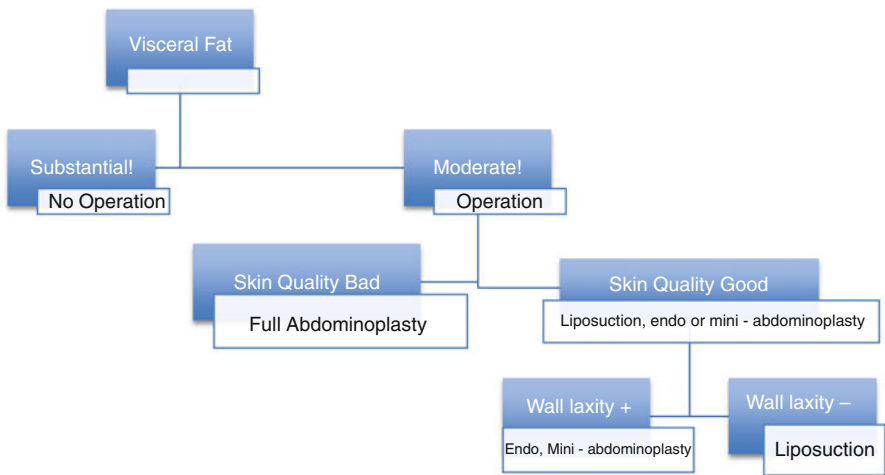 Visceral Fat
Substantial!
No Operation
Moderate!
Operation
Skin Quality Bad
Full Abdominoplasty
Skin Quality Good
Liposuction, endo or mini - abdominoplasty
Wall laxity +
Endo, Mini - abdominoplasty
Wall laxity –
Liposuction